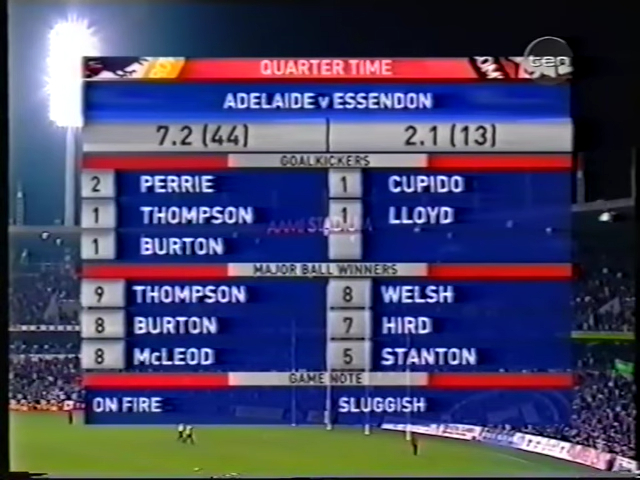 ten
QUARTER TIME
ADELAIDE v ESSENDON
7.2 (44) 2.1 (13)
GOALKICKERS
2 PERRIE 1 CUPIDO
1 THOMPSON 1 LLOYD
1 BURTON
AAMI STADIUM
MAJOR BALL WINNERS
9 THOMPSON 8 WELSH
8 BURTON 7 HIRD
8 McLEOD 5 STANTON
GAME NOTE
ON FIRE SLUGGISH